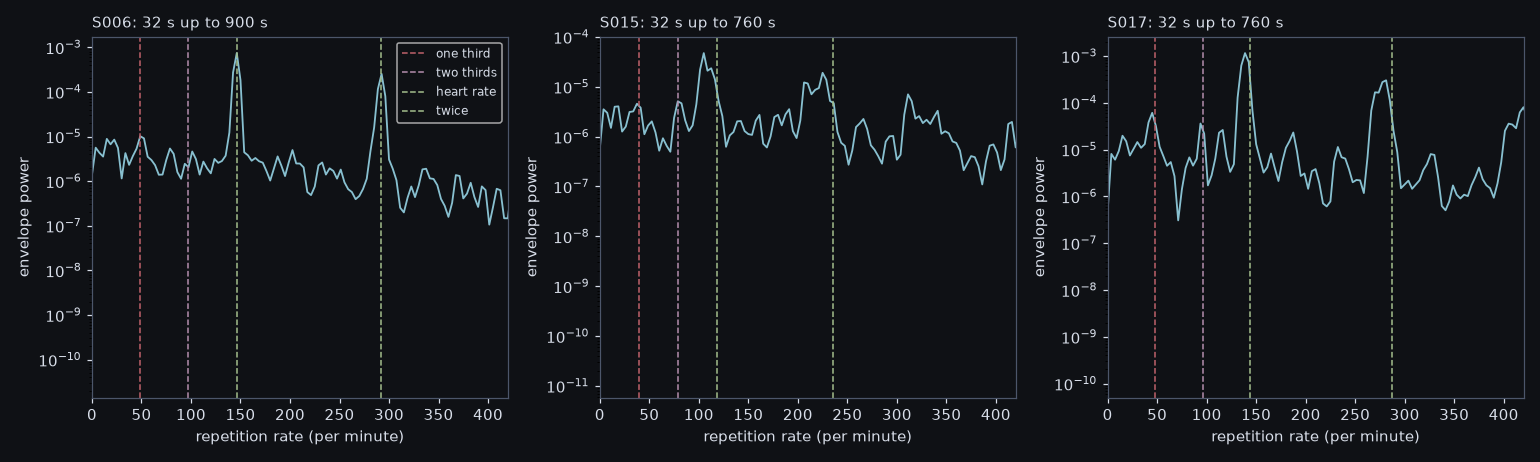 S006: 32 s up to 900 s
envelope power
10⁻³
10⁻⁴
10⁻⁵
10⁻⁶
10⁻⁷
10⁻⁸
10⁻⁹
10⁻¹⁰
one third
two thirds
heart rate
twice
0 50 100 150 200 250 300 350 400
repetition rate (per minute)
S015: 32 s up to 760 s
envelope power
10⁻⁴
10⁻⁵
10⁻⁶
10⁻⁷
10⁻⁸
10⁻⁹
10⁻¹⁰
10⁻¹¹
0 50 100 150 200 250 300 350 400
repetition rate (per minute)
S017: 32 s up to 760 s
envelope power
10⁻³
10⁻⁴
10⁻⁵
10⁻⁶
10⁻⁷
10⁻⁸
10⁻⁹
10⁻¹⁰
0 50 100 150 200 250 300 350 400
repetition rate (per minute)